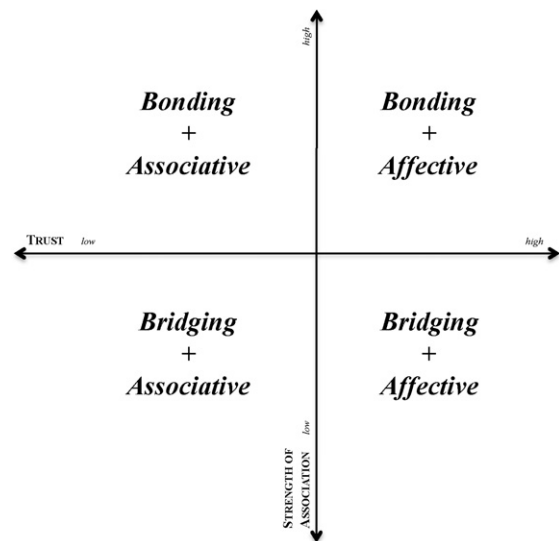 high
Bonding
+
Associative
Bonding
+
Affective
TRUST low
high
Bridging
+
Associative
Bridging
+
Affective
STRENGTH OF
ASSOCIATION low